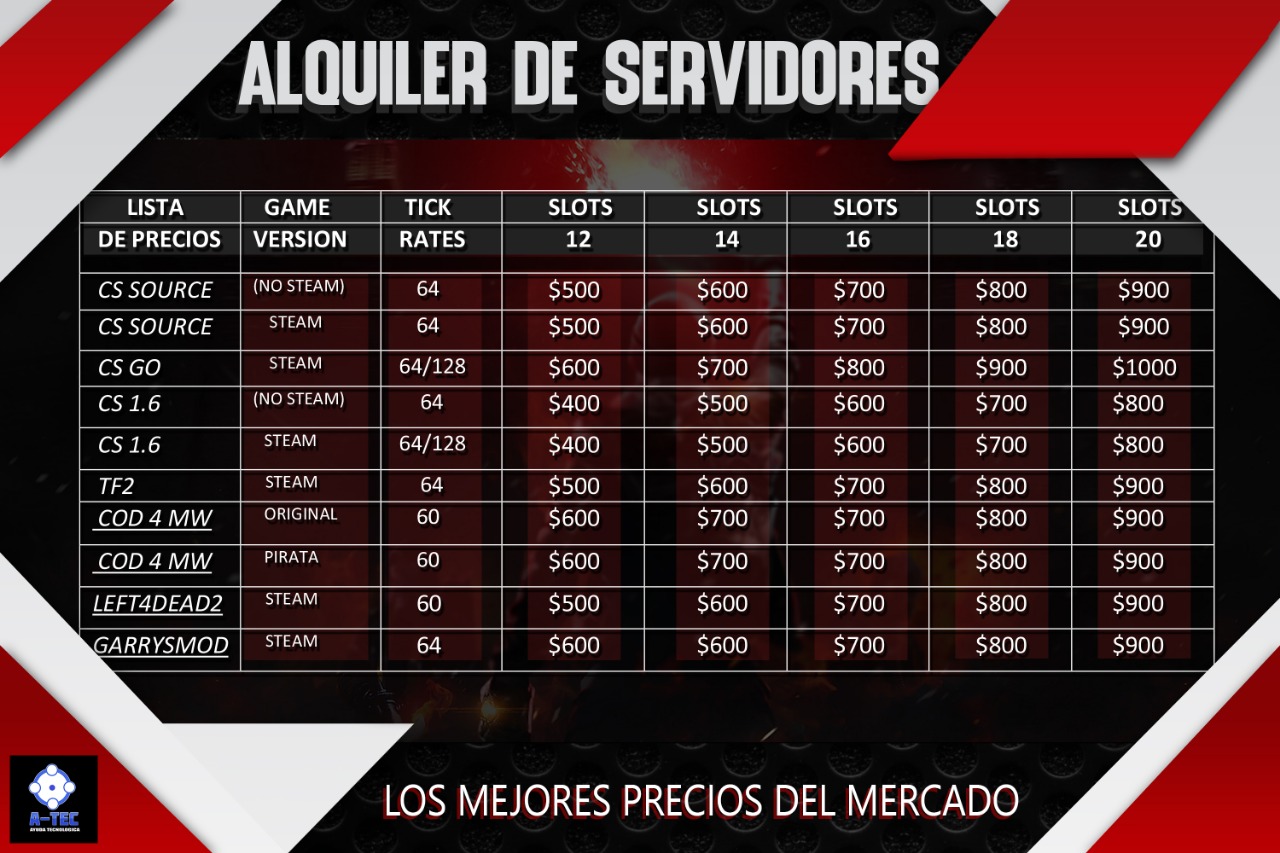 ALQUILER DE SERVIDORES
LISTA GAME TICK SLOTS SLOTS SLOTS SLOTS SLOTS
DE PRECIOS VERSION RATES 12 14 16 18 20
CS SOURCE (NO STEAM) 64 $500 $600 $700 $800 $900
CS SOURCE STEAM 64 $500 $600 $700 $800 $900
CS GO STEAM 64/128 $600 $700 $800 $900 $1000
CS 1.6 (NO STEAM) 64 $400 $500 $600 $700 $800
CS 1.6 STEAM 64/128 $400 $500 $600 $700 $800
TF2 STEAM 64 $500 $600 $700 $800 $900
COD 4 MW ORIGINAL 60 $600 $700 $700 $800 $900
COD 4 MW PIRATA 60 $600 $700 $700 $800 $900
LEFT4DEAD2 STEAM 60 $500 $600 $700 $800 $900
GARRYSMOD STEAM 64 $600 $600 $700 $800 $900
LOS MEJORES PRECIOS DEL MERCADO
A-TEC
AYUDA TECNOLOGICA